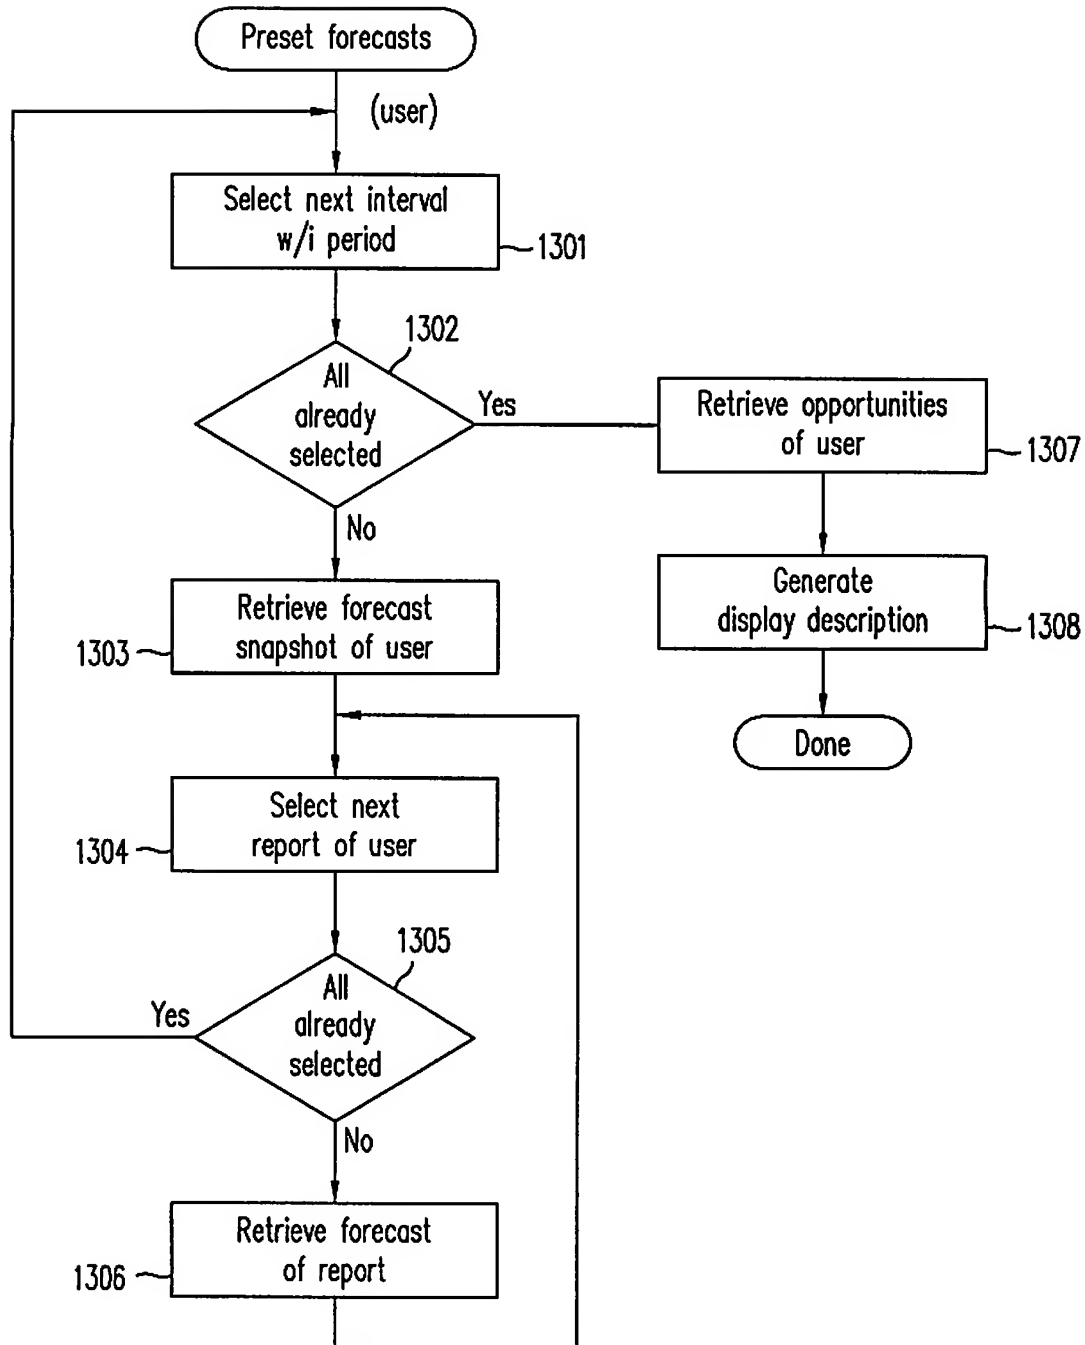 Preset forecasts
(user)
Select next interval
w/i period
1301
1302
All
already
selected
Yes
No
Retrieve opportunities
of user
1307
Generate
display description
1308
Done
Retrieve forecast
snapshot of user
1303
Select next
report of user
1304
1305
All
already
selected
Yes
No
Retrieve forecast
of report
1306